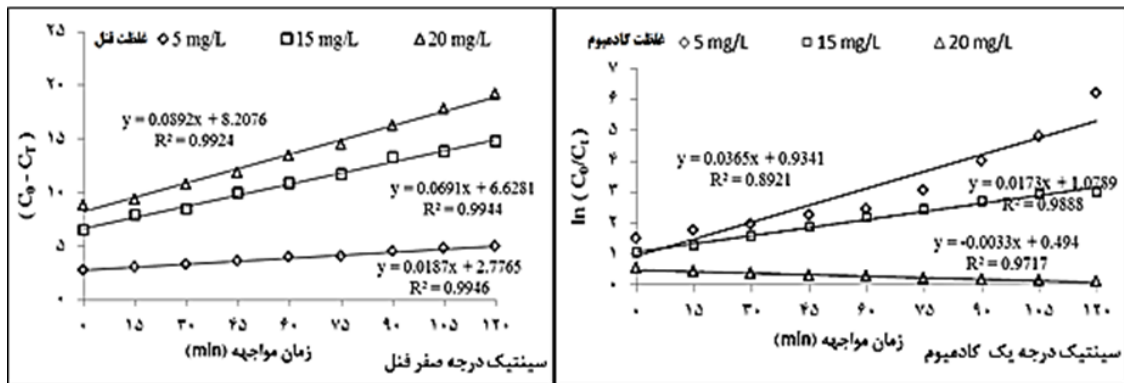 غلظت فنل ◇ 5 mg/L □ 15 mg/L △ 20 mg/L
( C0 – CT )
۲۵
۲۰
۱۵
۱۰
۵
۰
y = 0.0892x + 8.2076
R² = 0.9924
y = 0.0691x + 6.6281
R² = 0.9944
y = 0.0187x + 2.7765
R² = 0.9946
۰ ۱۵ ۳۰ ۴۵ ۶۰ ۷۵ ۹۰ ۱۰۵ ۱۲۰
زمان مواجهه (min)
سینتیک درجه صفر فنل
غلظت کادمیوم ◇ 5 mg/L □ 15 mg/L △ 20 mg/L
ln ( C0/Ct )
۷
۶
۵
۴
۳
۲
۱
۰
y = 0.0365x + 0.9341
R² = 0.8921
y = 0.0173x + 1.0789
R² = 0.9888
y = -0.0033x + 0.494
R² = 0.9717
۰ ۱۵ ۳۰ ۴۵ ۶۰ ۷۵ ۹۰ ۱۰۵ ۱۲۰
زمان مواجهه (min)
سینتیک درجه یک کادمیوم